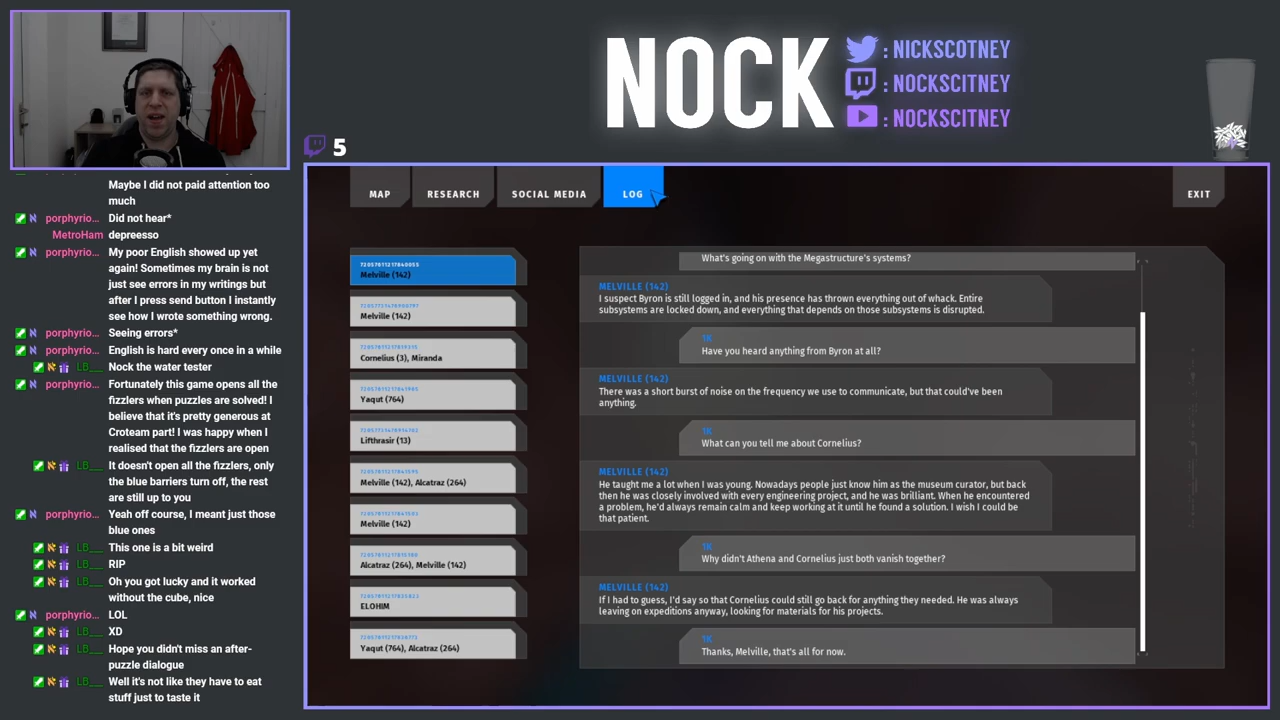 NOCK
: NICKSCOTNEY
: NOCKSCITNEY
: NOCKSCITNEY
5
Maybe I did not paid attention too
much
porphyrio... Did not hear*
MetroHam depreesso
porphyrio... My poor English showed up yet
again! Sometimes my brain is not
just see errors in my writings but
after I press send button I instantly
see how I wrote something wrong.
porphyrio... Seeing errors*
porphyrio... English is hard every once in a while
LB__ Nock the water tester
porphyrio... Fortunately this game opens all the
fizzlers when puzzles are solved! I
believe that it's pretty generous at
Croteam part! I was happy when I
realised that the fizzlers are open
LB__ It doesn't open all the fizzlers, only
the blue barriers turn off, the rest
are still up to you
porphyrio... Yeah off course, I meant just those
blue ones
LB__ This one is a bit weird
LB__ RIP
LB__ Oh you got lucky and it worked
without the cube, nice
porphyrio... LOL
LB__ XD
LB__ Hope you didn't miss an after-
puzzle dialogue
LB__ Well it's not like they have to eat
stuff just to taste it
MAP
RESEARCH
SOCIAL MEDIA
LOG
EXIT
Melville (142)
Melville (142)
Cornelius (3), Miranda
Yaqut (764)
Lifthrasir (13)
Melville (142), Alcatraz (264)
Melville (142)
Alcatraz (264), Melville (142)
ELOHIM
Yaqut (764), Alcatraz (264)
What's going on with the Megastructure's systems?
MELVILLE (142)
I suspect Byron is still logged in, and his presence has thrown everything out of whack. Entire
subsystems are locked down, and everything that depends on those subsystems is disrupted.
1K
Have you heard anything from Byron at all?
MELVILLE (142)
There was a short burst of noise on the frequency we use to communicate, but that could've been
anything.
1K
What can you tell me about Cornelius?
MELVILLE (142)
He taught me a lot when I was young. Nowadays people just know him as the museum curator, but back
then he was closely involved with every engineering project, and he was brilliant. When he encountered
a problem, he'd always remain calm and keep working at it until he found a solution. I wish I could be
that patient.
1K
Why didn't Athena and Cornelius just both vanish together?
MELVILLE (142)
If I had to guess, I'd say so that Cornelius could still go back for anything they needed. He was always
leaving on expeditions anyway, looking for materials for his projects.
1K
Thanks, Melville, that's all for now.